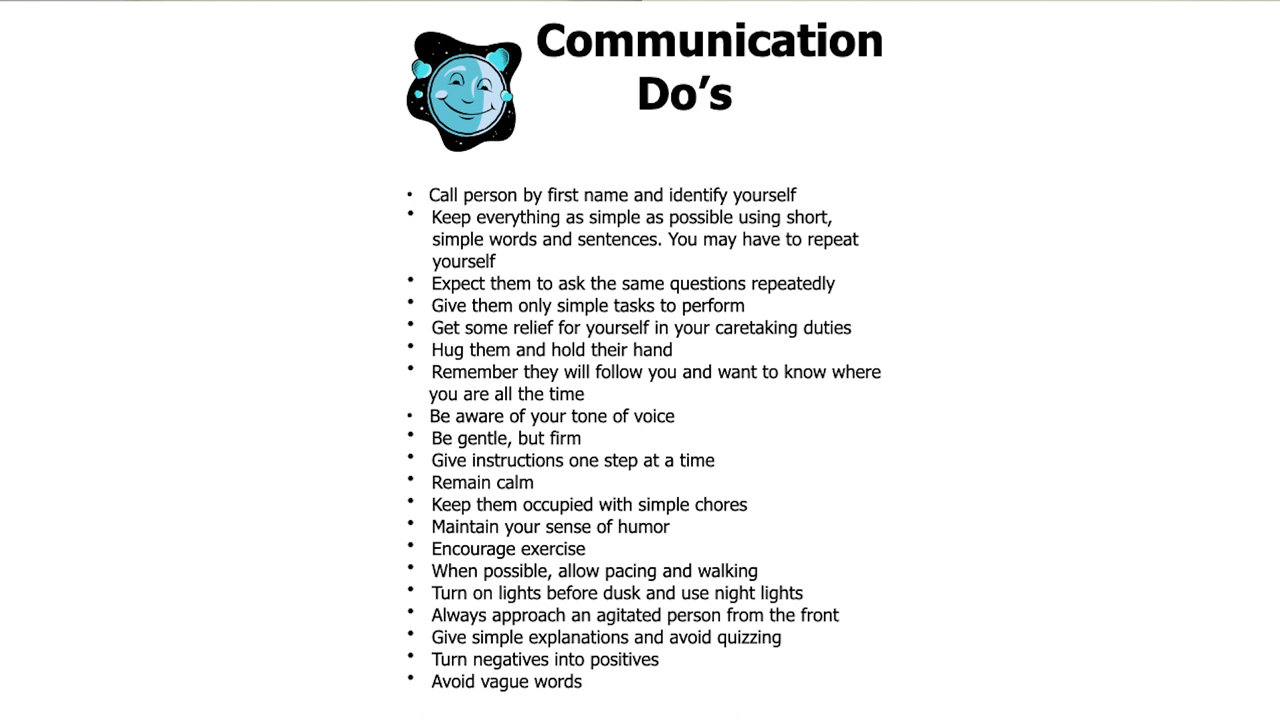 Communication
Do’s
• Call person by first name and identify yourself
• Keep everything as simple as possible using short,
simple words and sentences. You may have to repeat
yourself
• Expect them to ask the same questions repeatedly
• Give them only simple tasks to perform
• Get some relief for yourself in your caretaking duties
• Hug them and hold their hand
• Remember they will follow you and want to know where
you are all the time
• Be aware of your tone of voice
• Be gentle, but firm
• Give instructions one step at a time
• Remain calm
• Keep them occupied with simple chores
• Maintain your sense of humor
• Encourage exercise
• When possible, allow pacing and walking
• Turn on lights before dusk and use night lights
• Always approach an agitated person from the front
• Give simple explanations and avoid quizzing
• Turn negatives into positives
• Avoid vague words